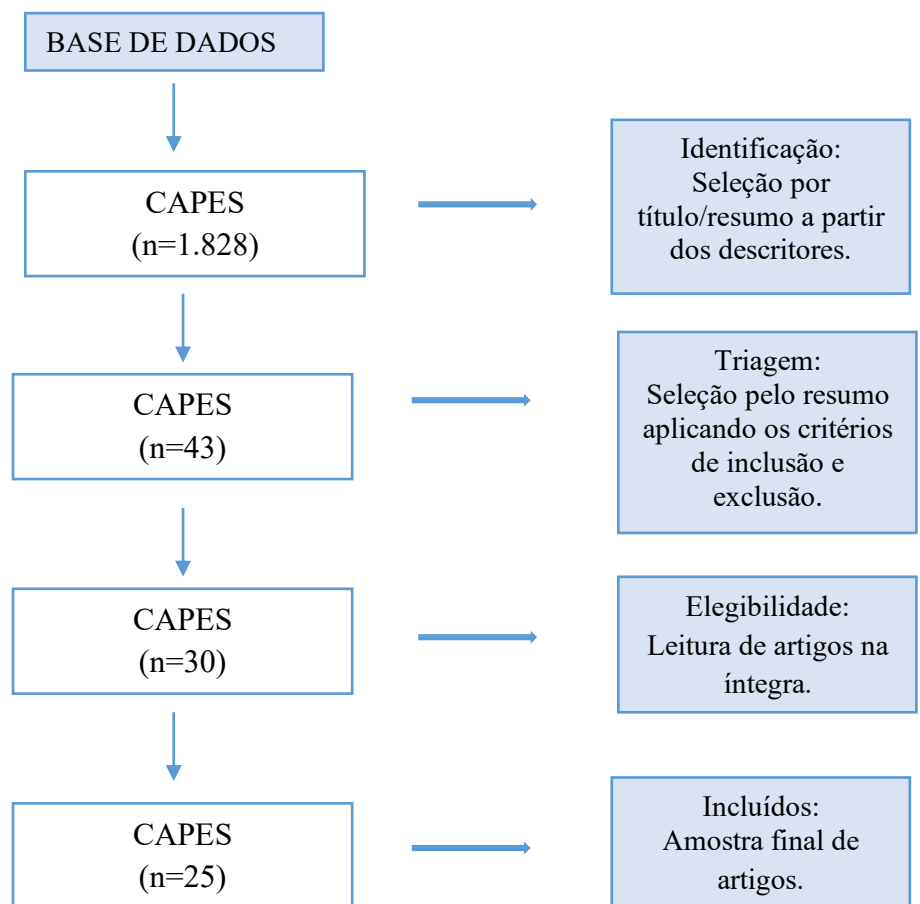 BASE DE DADOS
CAPES
(n=1.828)
Identificação:
Seleção por
título/resumo a partir
dos descritores.
CAPES
(n=43)
Triagem:
Seleção pelo resumo
aplicando os critérios
de inclusão e
exclusão.
CAPES
(n=30)
Elegibilidade:
Leitura de artigos na
íntegra.
CAPES
(n=25)
Incluídos:
Amostra final de
artigos.